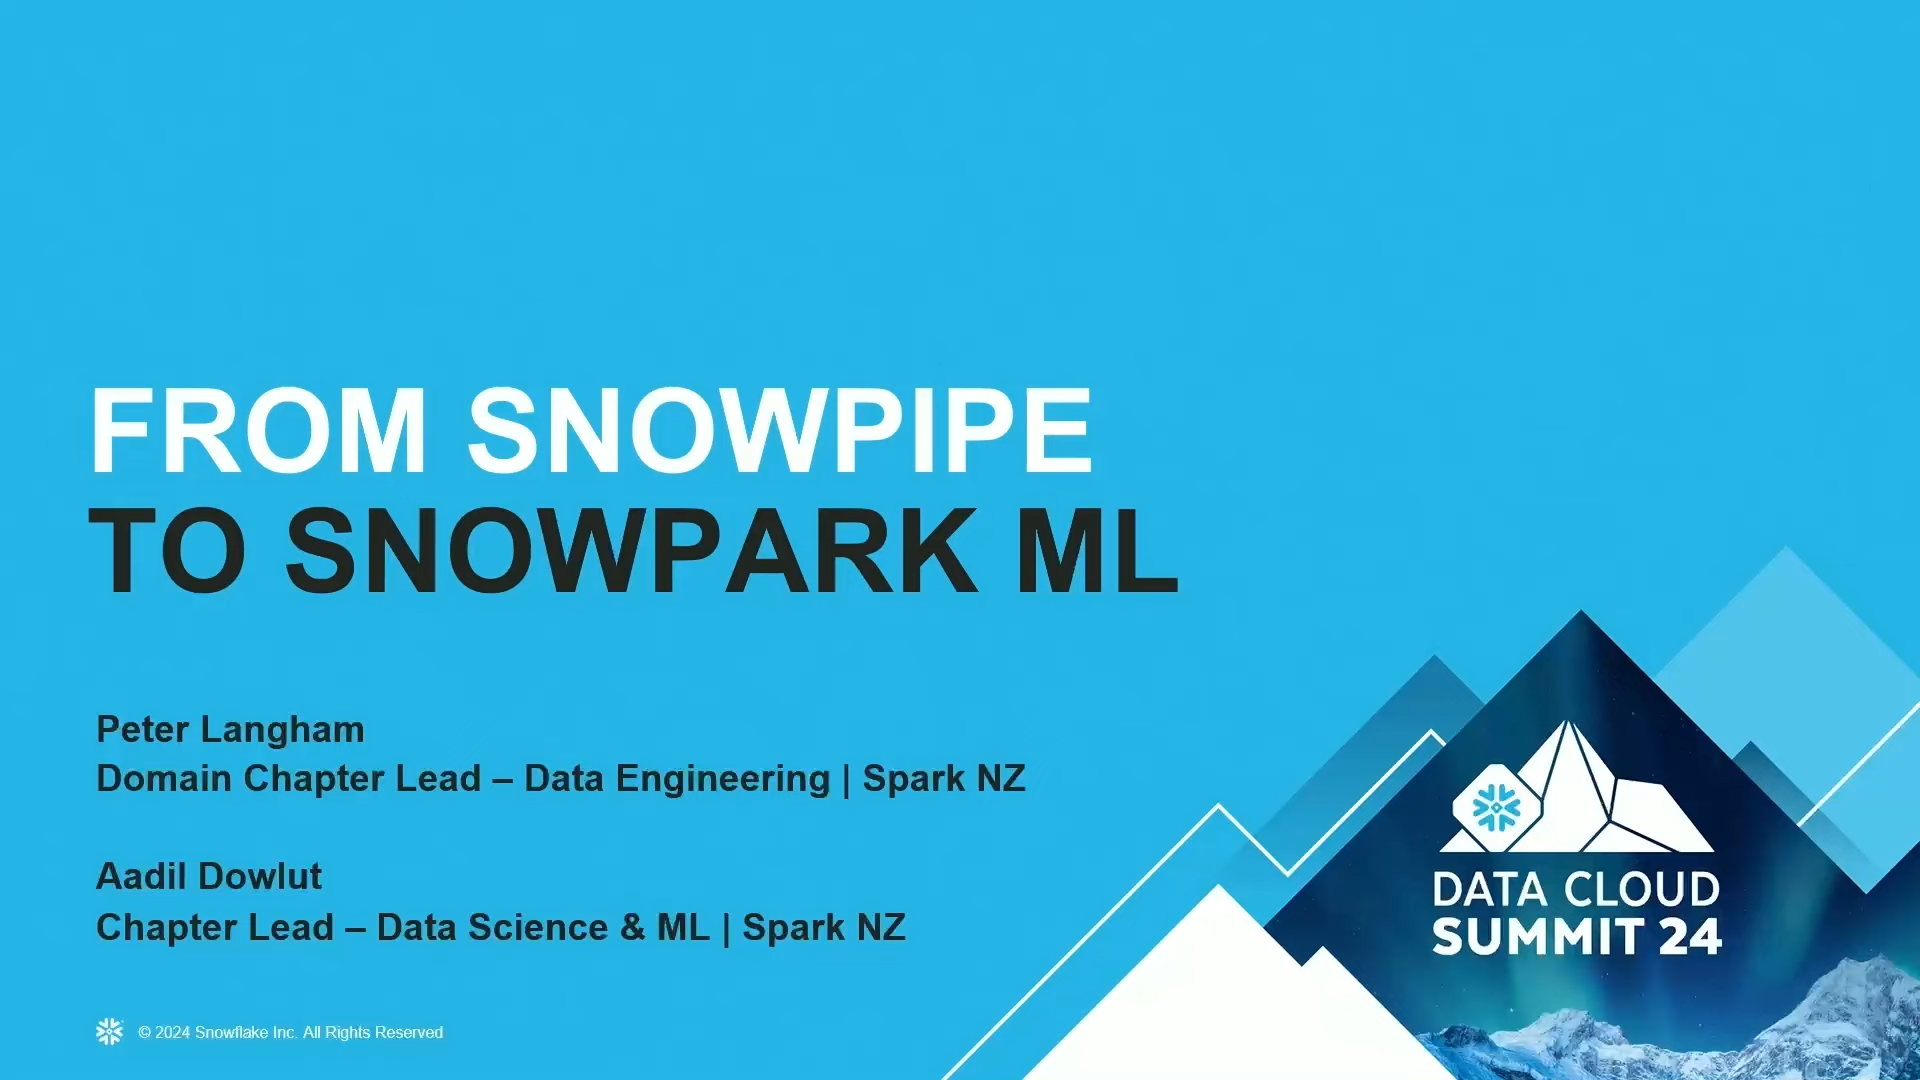 FROM SNOWPIPE
TO SNOWPARK ML
Peter Langham
Domain Chapter Lead – Data Engineering | Spark NZ
Aadil Dowlut
Chapter Lead – Data Science & ML | Spark NZ
DATA CLOUD
SUMMIT 24
© 2024 Snowflake Inc. All Rights Reserved